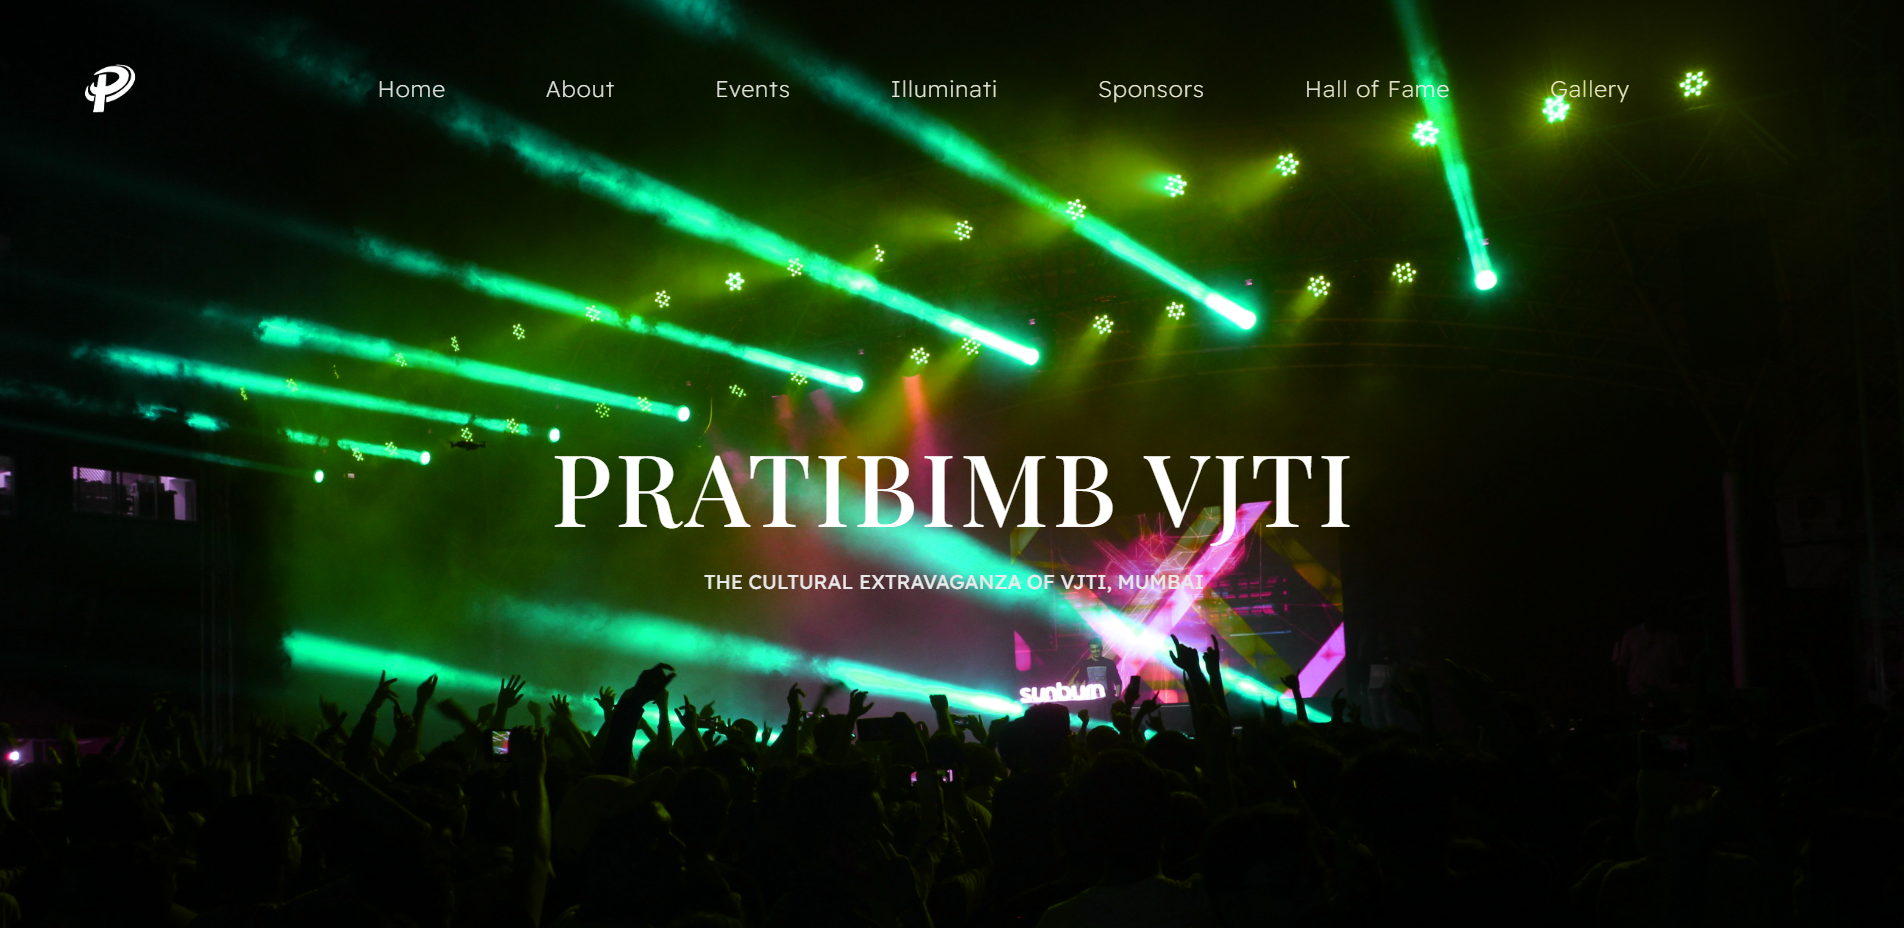 Home About Events Illuminati Sponsors Hall of Fame Gallery
PRATIBIMB VJTI
THE CULTURAL EXTRAVAGANZA OF VJTI, MUMBAI
sunburn